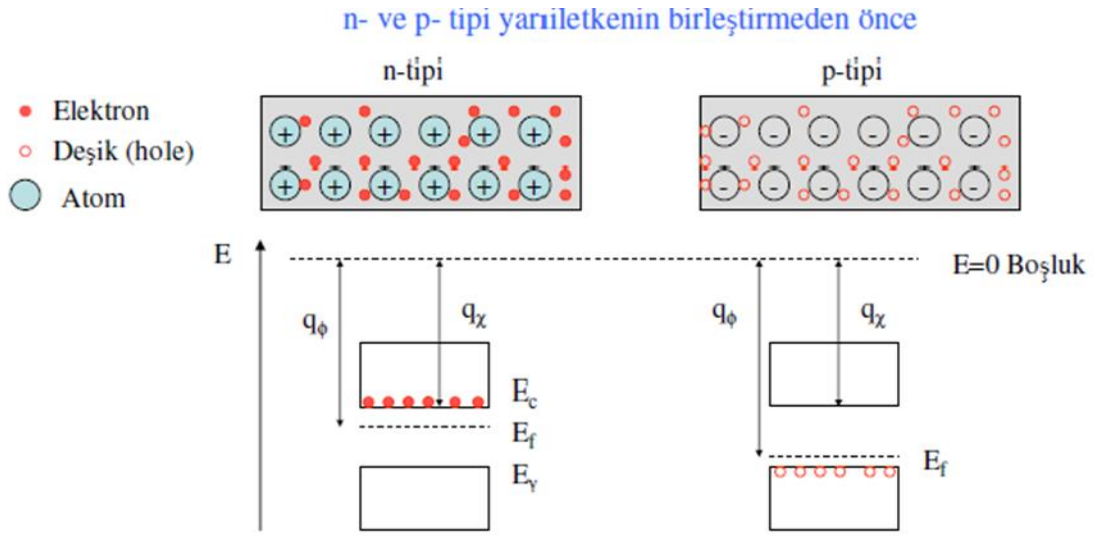 n- ve p- tipi yarıiletkenin birleştirmeden önce
n-tipi
p-tipi
Elektron
Deşik (hole)
Atom
+ + + + + +
+ + + + + +
- - - - - -
- - - - - -
E
E=0 Boşluk
qϕ
qχ
qϕ
qχ
Ec
Ef
Eγ
Ef